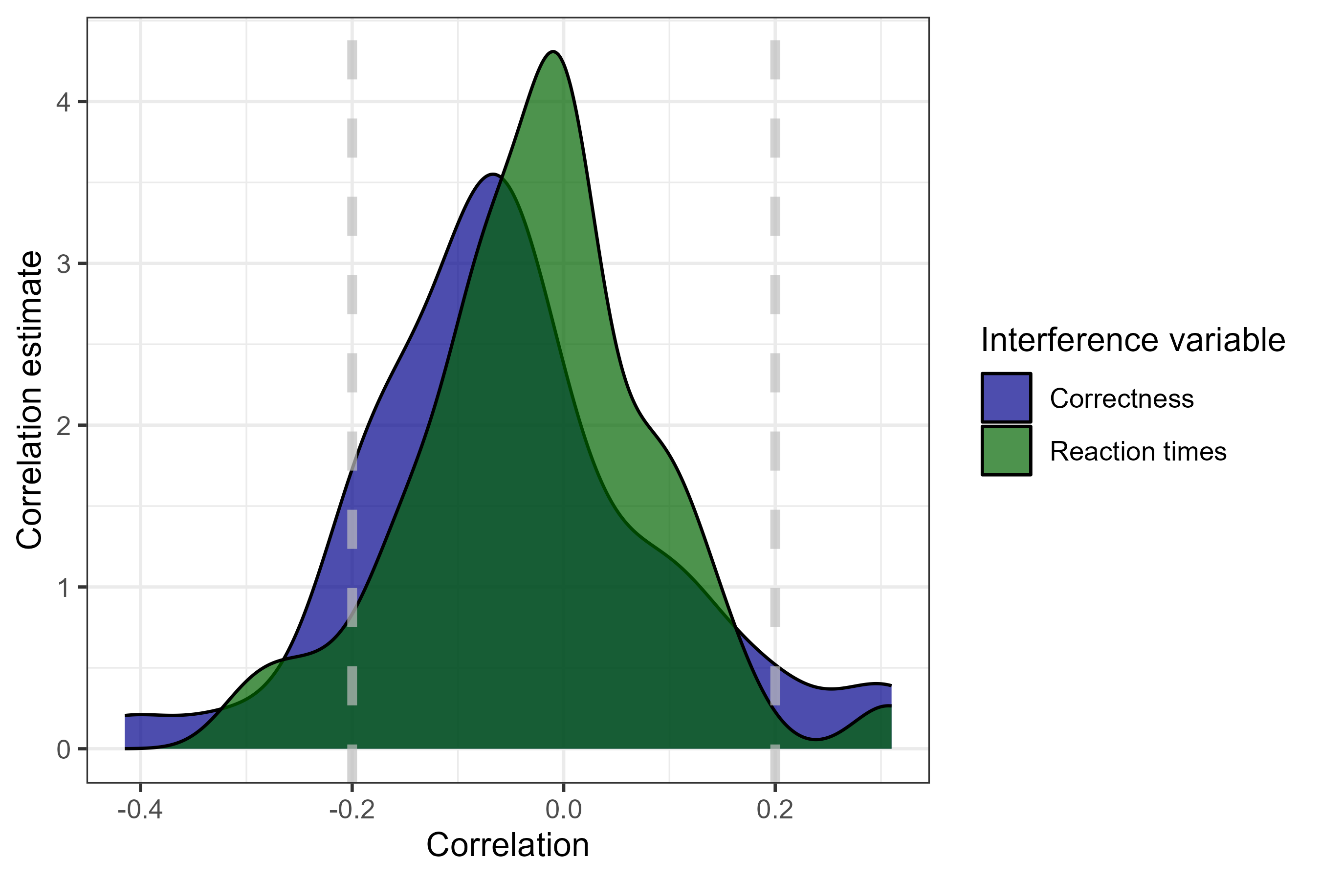 Correlation estimate
4
3
2
1
0
-0.4
-0.2
0.0
0.2
Correlation
Interference variable
Correctness
Reaction times